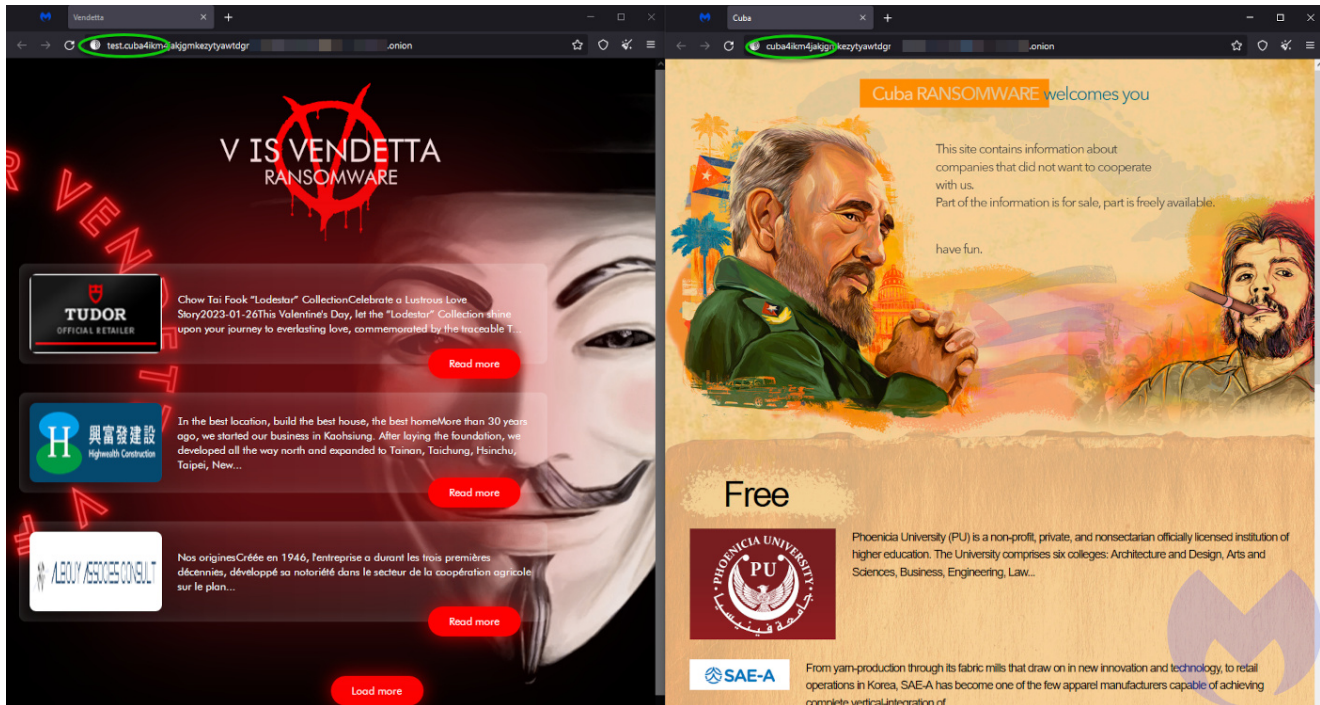 Vendetta
test.cuba4ikm4jakjgmkezytyawtdgr .onion
V IS VENDETTA
RANSOMWARE
R VENDETTA
TUDOR
OFFICIAL RETAILER
Chow Tai Fook “Lodestar” CollectionCelebrate a Lustrous Love
Story2023-01-26This Valentine's Day, let the “Lodestar” Collection shine
upon your journey to everlasting love, commemorated by the traceable T...
Read more
興富發建設
Highwealth Construction
In the best location, build the best house, the best homeMore than 30 years
ago, we started our business in Kaohsiung. After laying the foundation, we
developed all the way north and expanded to Tainan, Taichung, Hsinchu,
Taipei, New...
Read more
ALBOUY ASSOCIES CONSULT
Nos originesCréée en 1946, l'entreprise a durant les trois premières
décennies, développé sa notoriété dans le secteur de la coopération agricole
sur le plan...
Read more
Load more
Cuba
cuba4ikm4jakjgmkezytyawtdgr .onion
Cuba RANSOMWARE welcomes you
This site contains information about
companies that did not want to cooperate
with us.
Part of the information is for sale, part is freely available.
have fun.
Free
PHOENICIA UNIVERSITY
PU
جامعة فينيسيا
Phoenicia University (PU) is a non-profit, private, and nonsectarian officially licensed institution of
higher education. The University comprises six colleges: Architecture and Design, Arts and
Sciences, Business, Engineering, Law...
SAE-A
From yarn-production through its fabric mills that draw on in new innovation and technology, to retail
operations in Korea, SAE-A has become one of the few apparel manufacturers capable of achieving
complete vertical-integration of